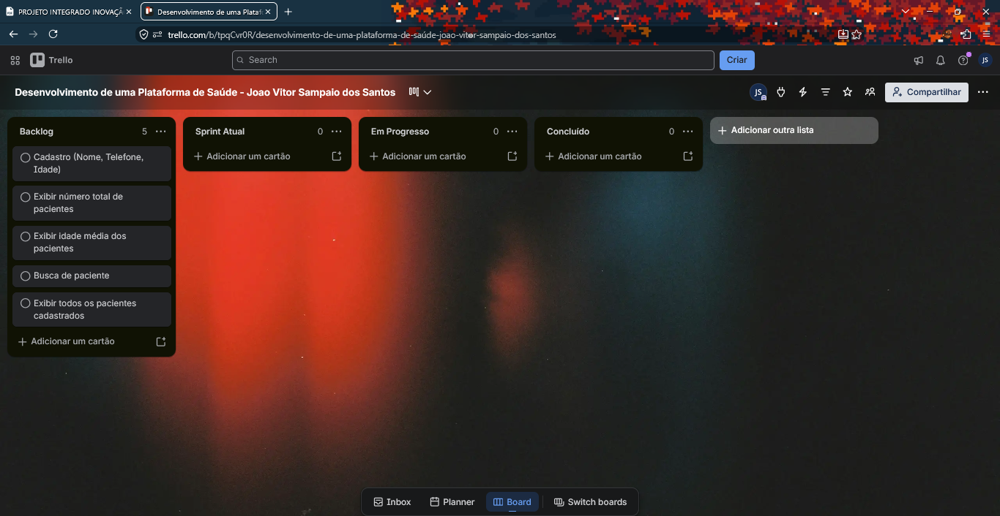 PROJETO INTEGRADO INOVAÇÃ
Desenvolvimento de uma Plataf
trello.com/b/tpqCvr0R/desenvolvimento-de-uma-plataforma-de-saúde-joao-vitor-sampaio-dos-santos
Trello
Search
Criar
JS
Desenvolvimento de uma Plataforma de Saúde - Joao Vitor Sampaio dos Santos
JS
Compartilhar
Backlog 5
Cadastro (Nome, Telefone,
Idade)
Exibir número total de
pacientes
Exibir idade média dos
pacientes
Busca de paciente
Exibir todos os pacientes
cadastrados
Adicionar um cartão
Sprint Atual 0
Adicionar um cartão
Em Progresso 0
Adicionar um cartão
Concluído 0
Adicionar um cartão
Adicionar outra lista
Inbox
Planner
Board
Switch boards